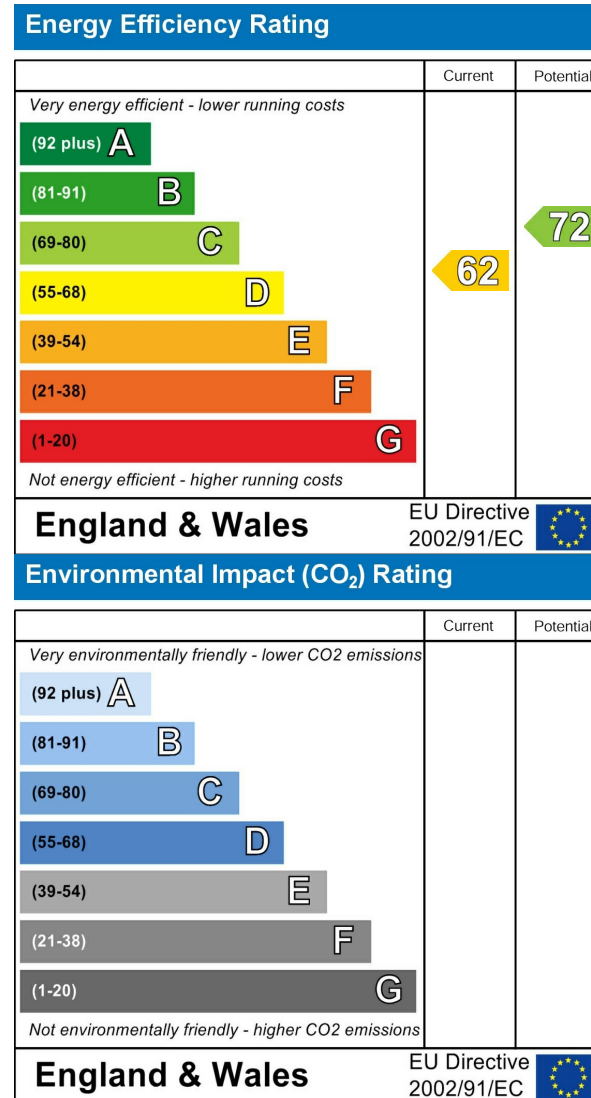 Energy Efficiency Rating
Current Potential
Very energy efficient - lower running costs
(92 plus) A
(81-91) B
(69-80) C
72
(55-68) D
62
(39-54) E
(21-38) F
(1-20) G
Not energy efficient - higher running costs
England & Wales
EU Directive
2002/91/EC
Environmental Impact (CO₂) Rating
Current Potential
Very environmentally friendly - lower CO2 emissions
(92 plus) A
(81-91) B
(69-80) C
(55-68) D
(39-54) E
(21-38) F
(1-20) G
Not environmentally friendly - higher CO2 emissions
England & Wales
EU Directive
2002/91/EC